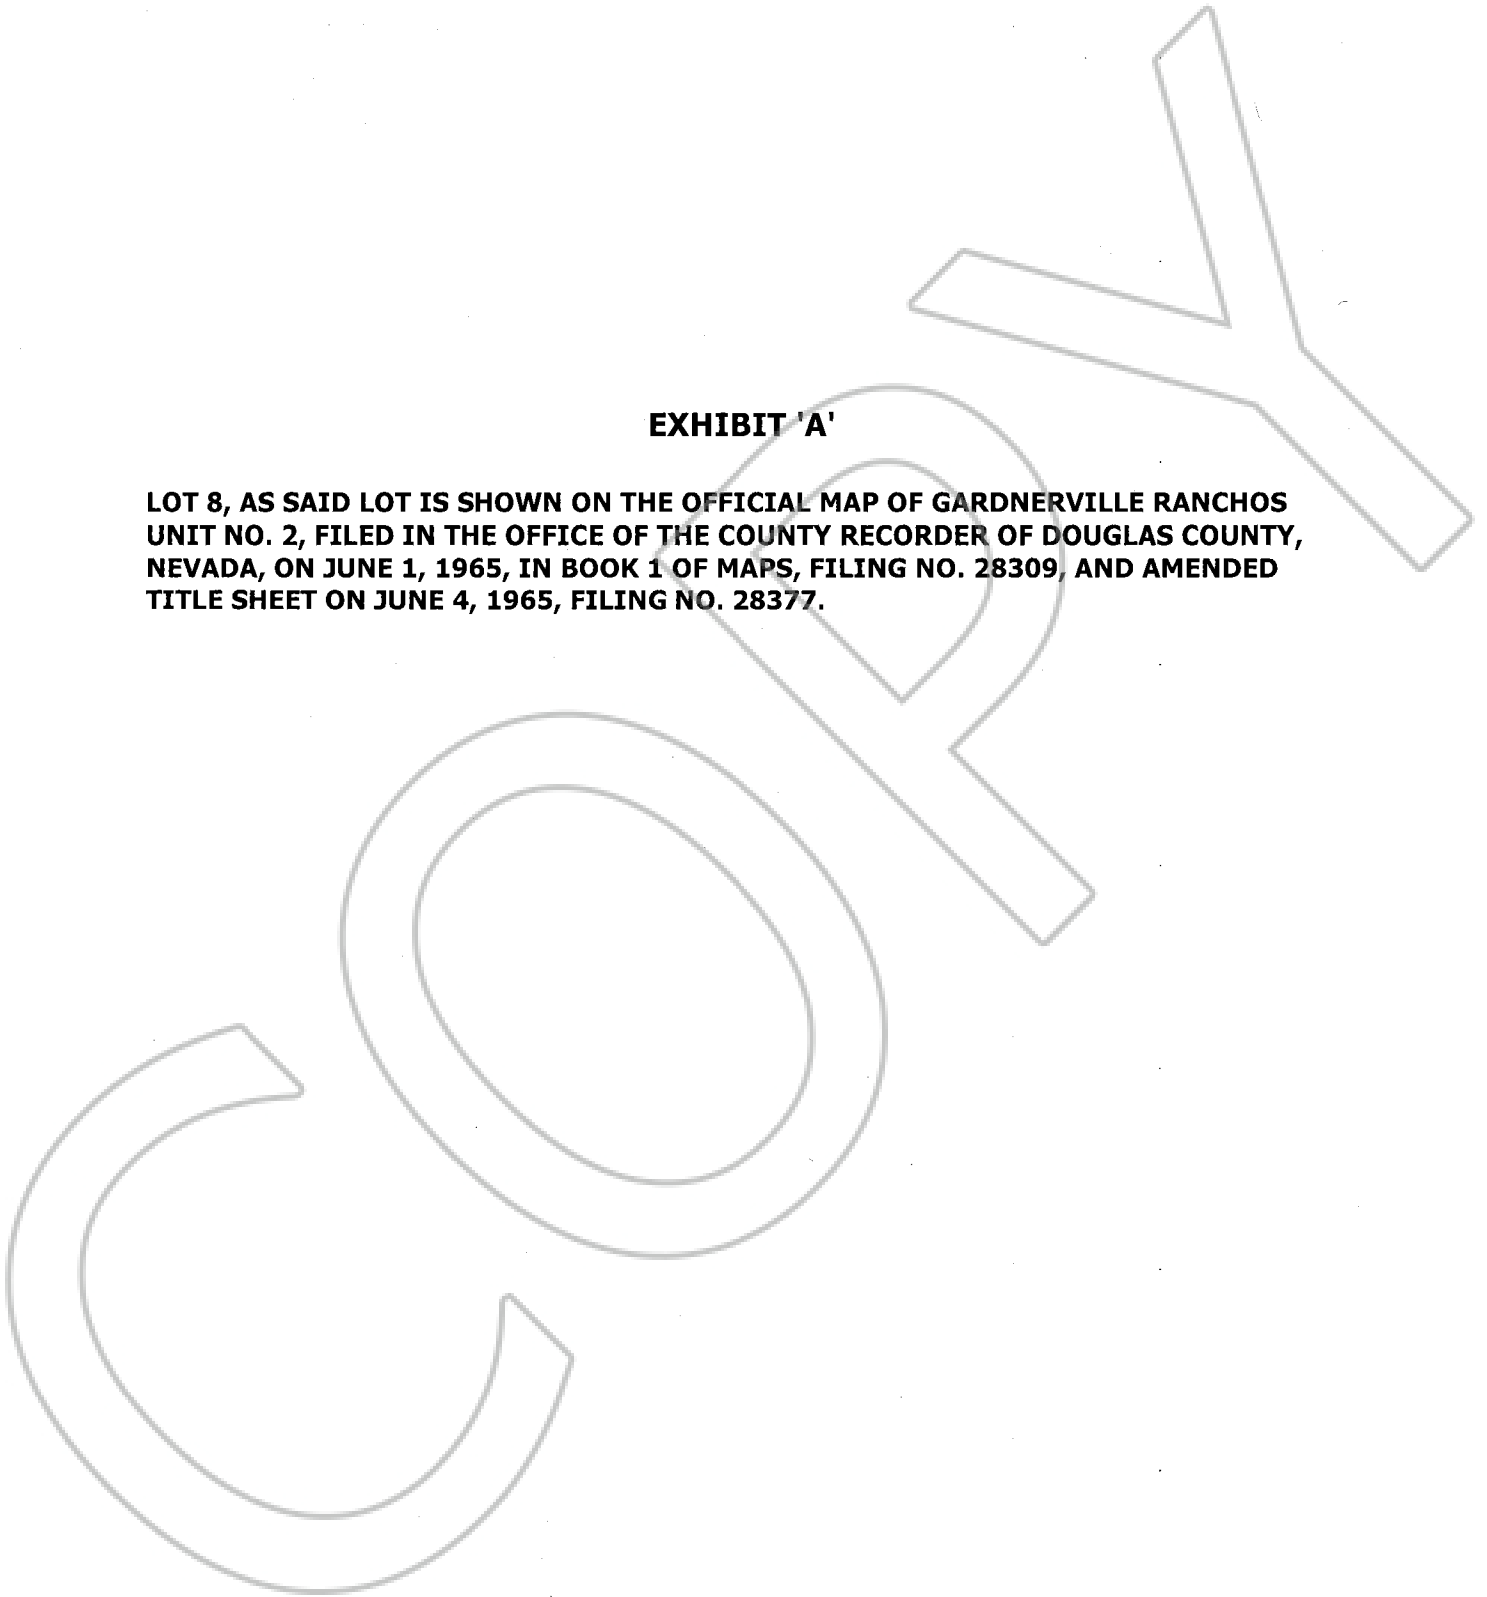 EXHIBIT 'A'
LOT 8, AS SAID LOT IS SHOWN ON THE OFFICIAL MAP OF GARDNERVILLE RANCHOS
UNIT NO. 2, FILED IN THE OFFICE OF THE COUNTY RECORDER OF DOUGLAS COUNTY,
NEVADA, ON JUNE 1, 1965, IN BOOK 1 OF MAPS, FILING NO. 28309, AND AMENDED
TITLE SHEET ON JUNE 4, 1965, FILING NO. 28377.
COPY